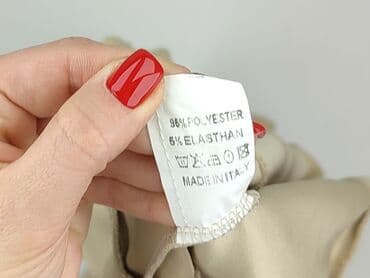 95% POLYESTER
5% ELASTHAN
MADE IN ITALY